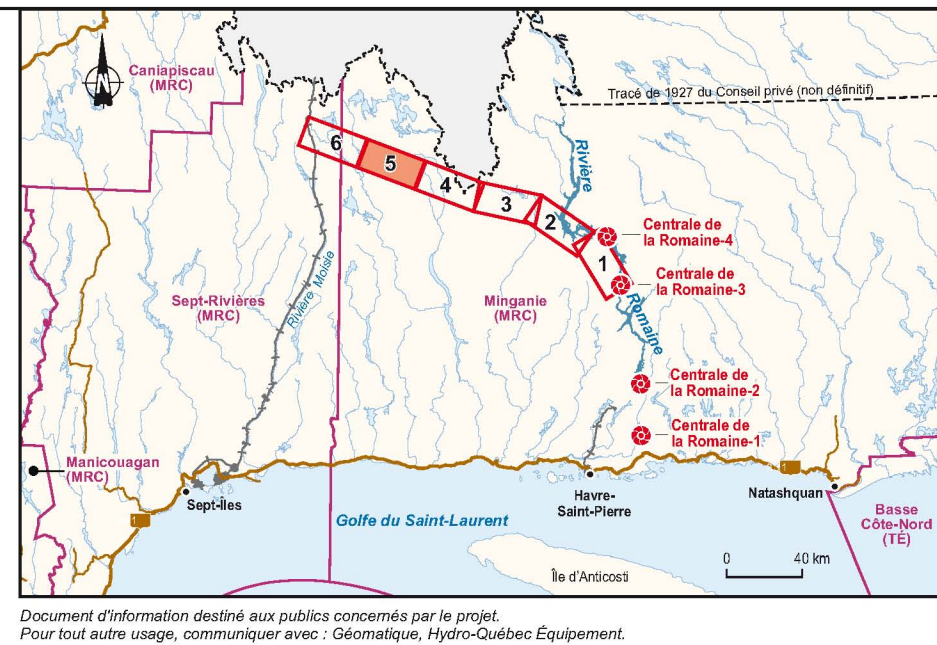 N
Caniapiscau
(MRC)
Tracé de 1927 du Conseil privé (non définitif)
6
5
4
3
2
1
Rivière
Romaine
Centrale de
la Romaine-4
Centrale de
la Romaine-3
Rivière Moisie
Sept-Rivières
(MRC)
Minganie
(MRC)
Centrale de
la Romaine-2
Centrale de
la Romaine-1
Manicouagan
(MRC)
Sept-Îles
Havre-
Saint-Pierre
Natashquan
Basse
Côte-Nord
(TÉ)
Golfe du Saint-Laurent
Île d'Anticosti
0 40 km
Document d'information destiné aux publics concernés par le projet.
Pour tout autre usage, communiquer avec : Géomatique, Hydro-Québec Équipement.